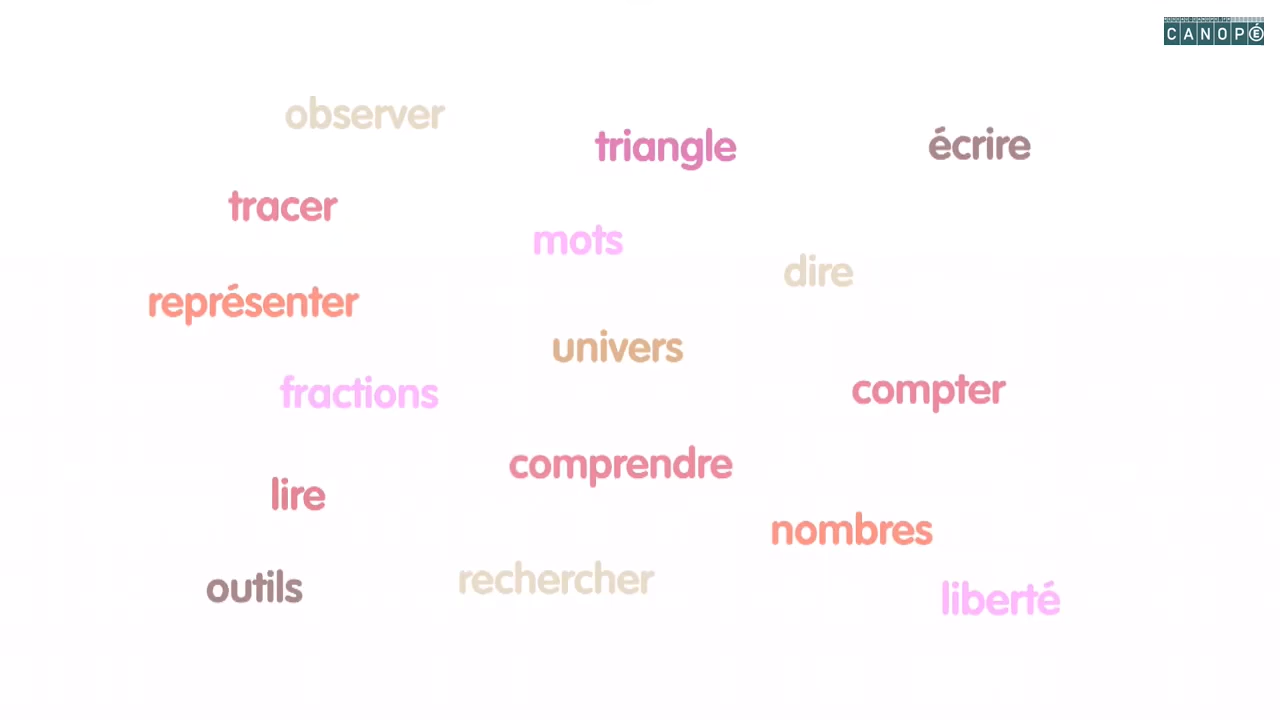 CANOPÉ
observer
triangle
écrire
tracer
mots
dire
représenter
univers
fractions
compter
comprendre
lire
nombres
rechercher
outils
liberté